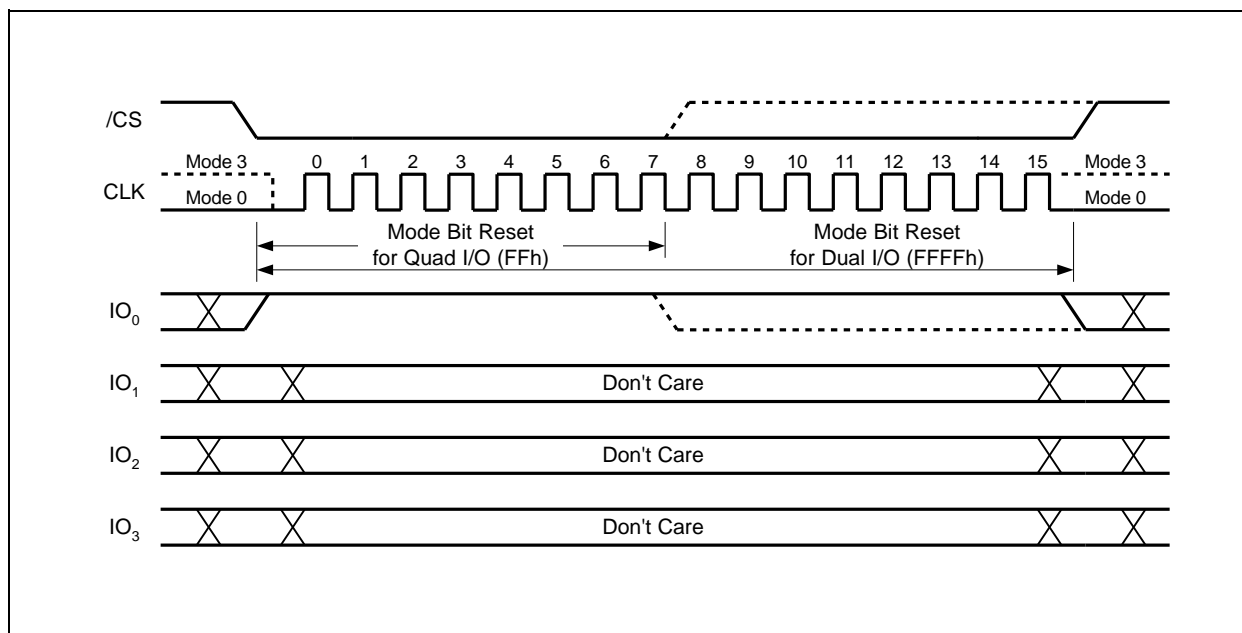 /CS
Mode 3 0 1 2 3 4 5 6 7 8 9 10 11 12 13 14 15 Mode 3
CLK
Mode 0 Mode 0
Mode Bit Reset Mode Bit Reset
for Quad I/O (FFh) for Dual I/O (FFFFh)
IO0
IO1 Don't Care
IO2 Don't Care
IO3 Don't Care